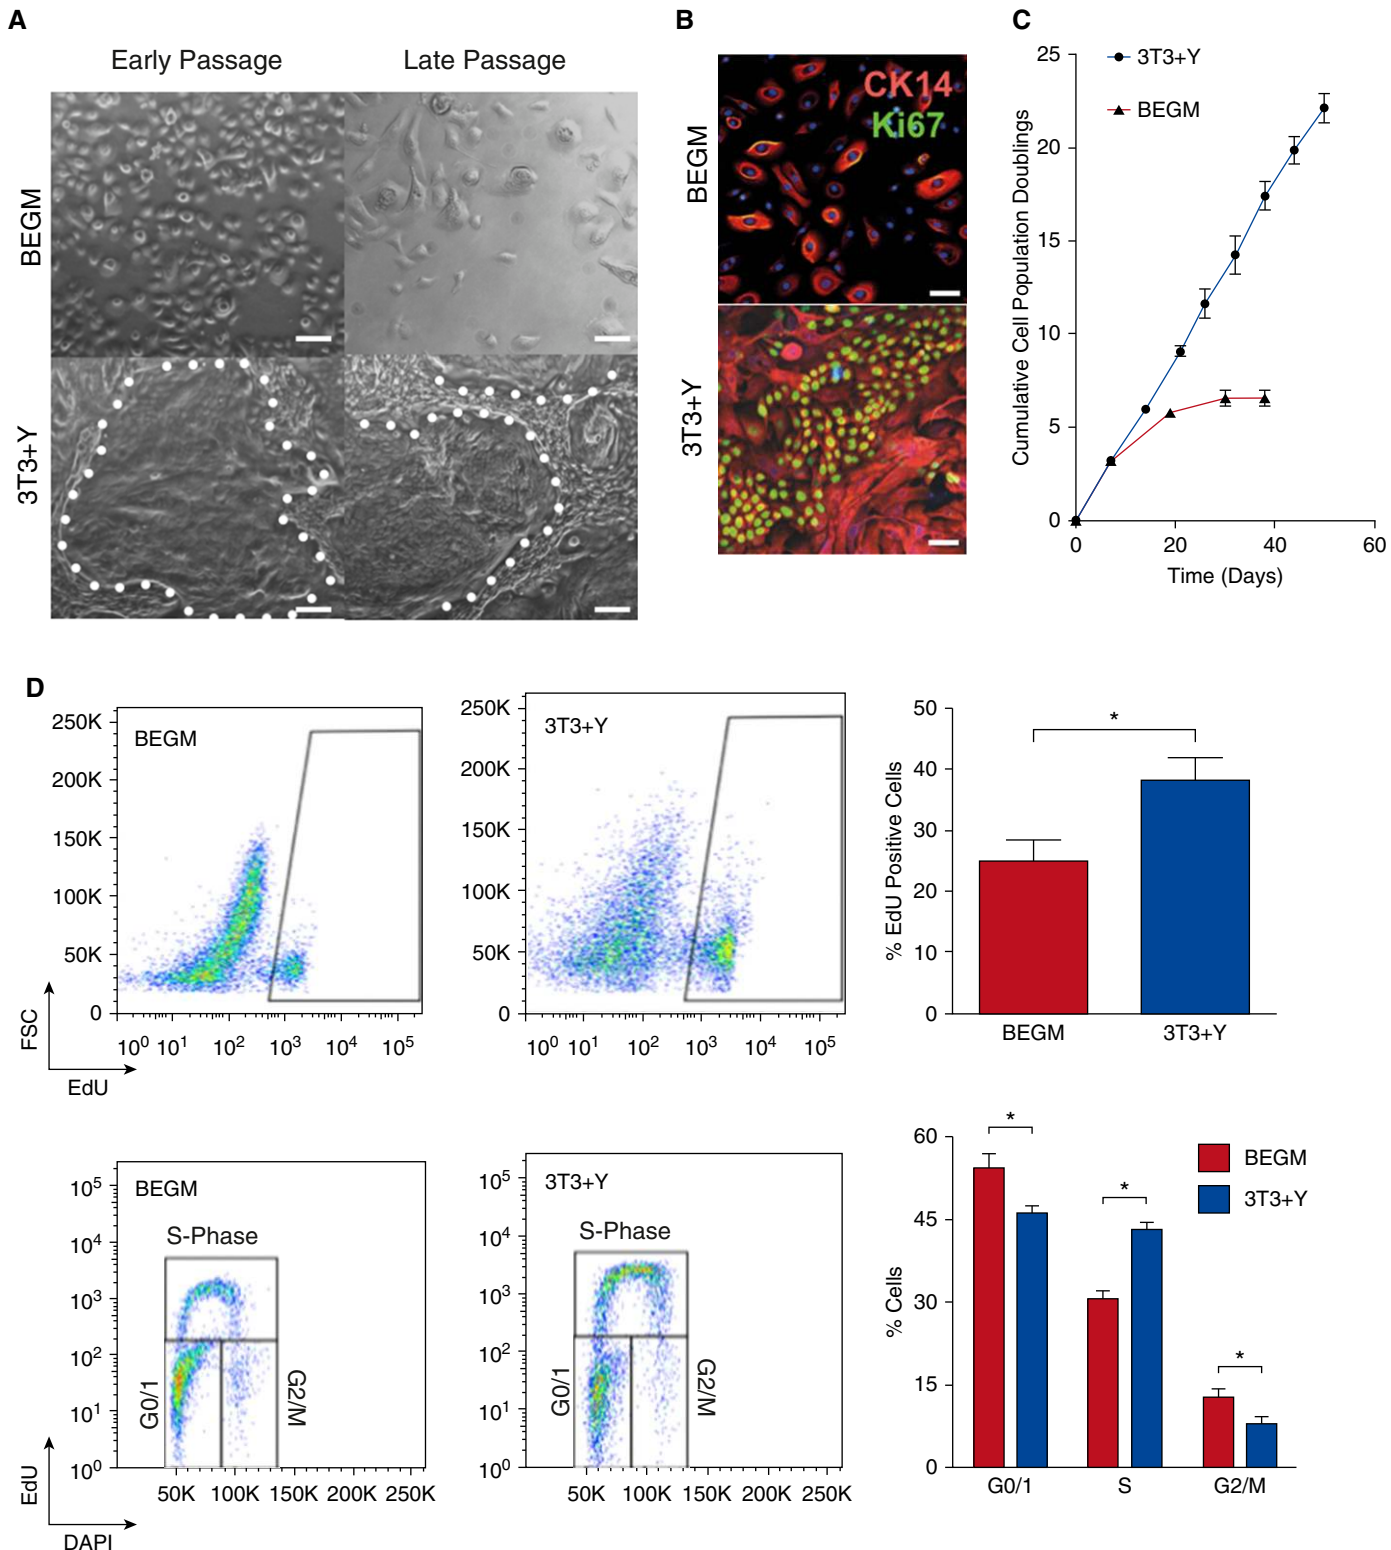 A
Early Passage
Late Passage
BEGM
3T3+Y
B
BEGM
3T3+Y
CK14
Ki67
C
Cumulative Cell Population Doublings
25
20
15
10
5
0
3T3+Y
BEGM
0 20 40 60
Time (Days)
D
250K
200K
150K
100K
50K
0
BEGM
10⁰ 10¹ 10² 10³ 10⁴ 10⁵
FSC
EdU
250K
200K
150K
100K
50K
0
3T3+Y
10⁰ 10¹ 10² 10³ 10⁴ 10⁵
% EdU Positive Cells
50
40
30
20
10
0
*
BEGM 3T3+Y
10⁵
10⁴
10³
10²
10¹
10⁰
BEGM
S-Phase
G0/1
G2/M
50K 100K 150K 200K 250K
EdU
DAPI
10⁵
10⁴
10³
10²
10¹
10⁰
3T3+Y
S-Phase
G0/1
G2/M
50K 100K 150K 200K 250K
% Cells
60
45
30
15
0
*
*
*
BEGM
3T3+Y
G0/1 S G2/M